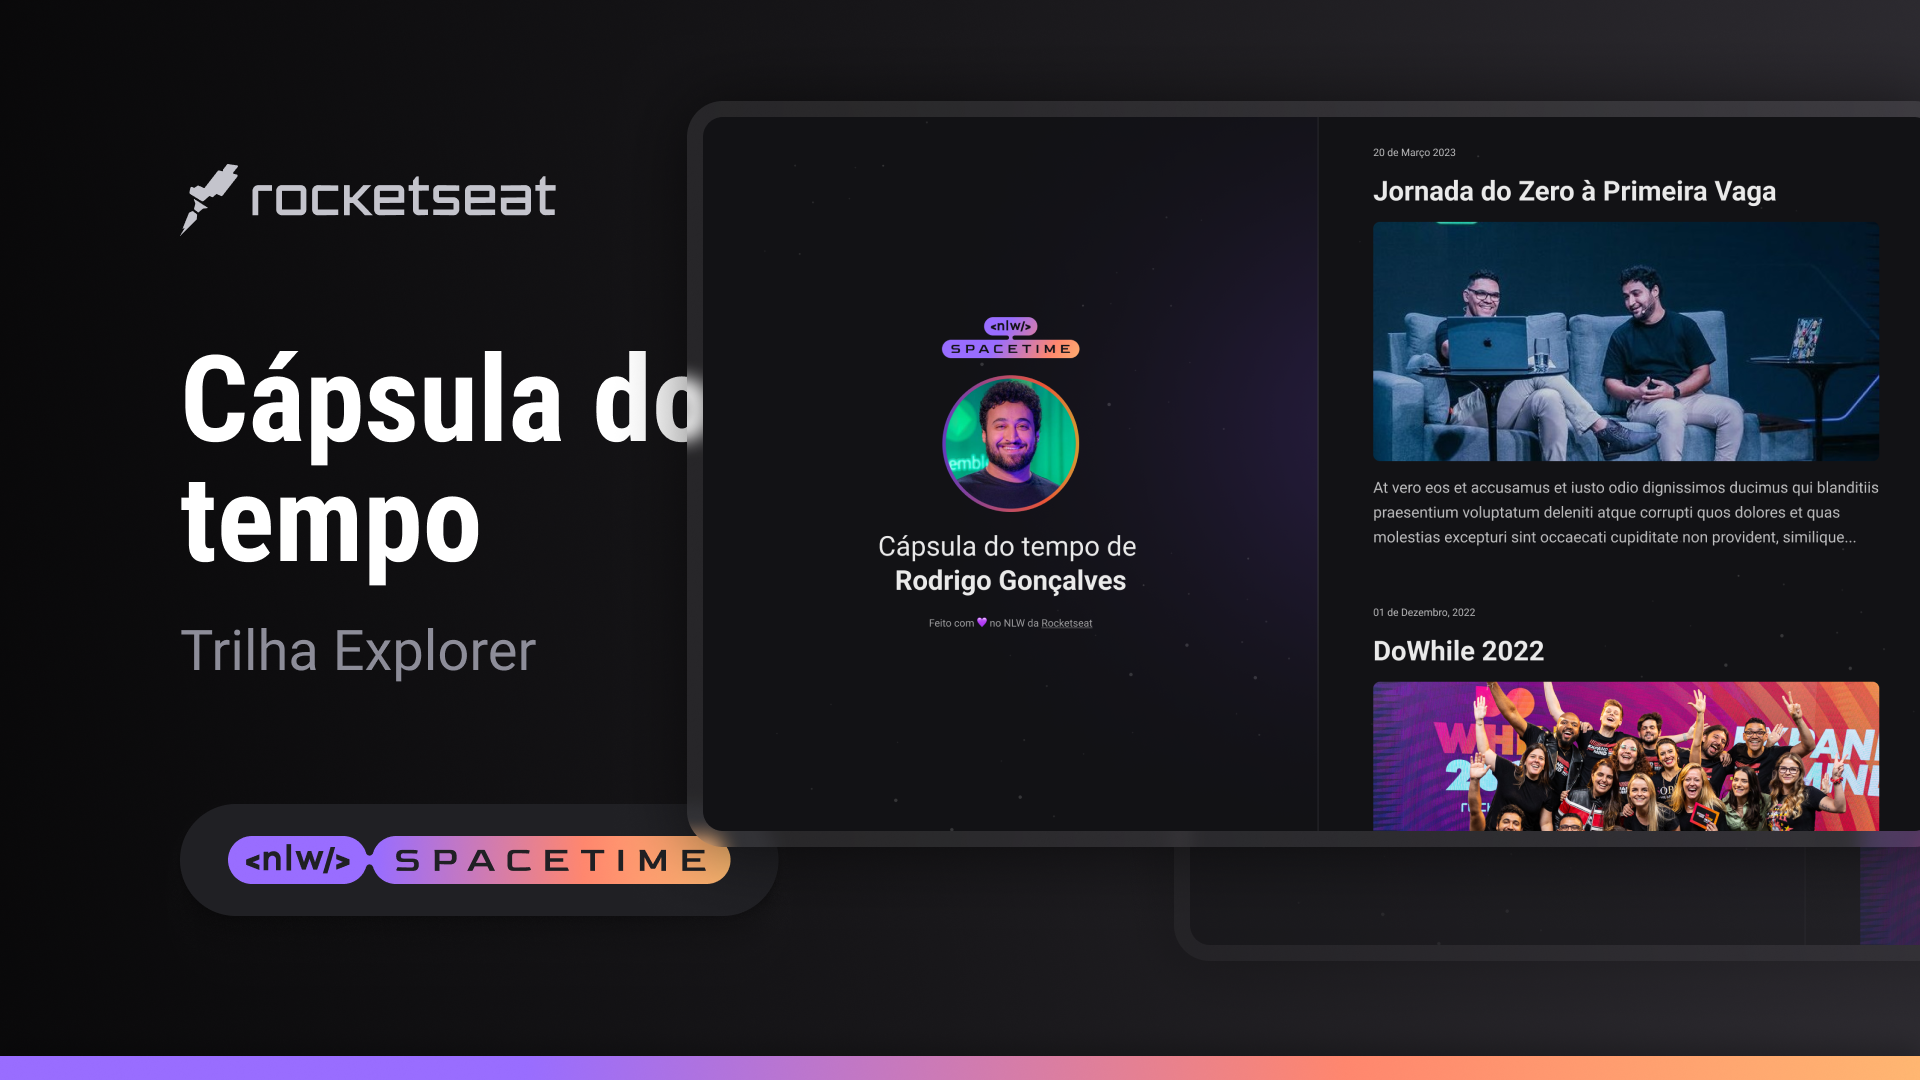 rocketseat
Cápsula do
tempo
Trilha Explorer
<nlw/> SPACETIME
<nlw/>
SPACETIME
Cápsula do tempo de
Rodrigo Gonçalves
Feito com 💜 no NLW da Rocketseat
20 de Março 2023
Jornada do Zero à Primeira Vaga
At vero eos et accusamus et iusto odio dignissimos ducimus qui blanditiis
praesentium voluptatum deleniti atque corrupti quos dolores et quas
molestias excepturi sint occaecati cupiditate non provident, similique...
01 de Dezembro, 2022
DoWhile 2022